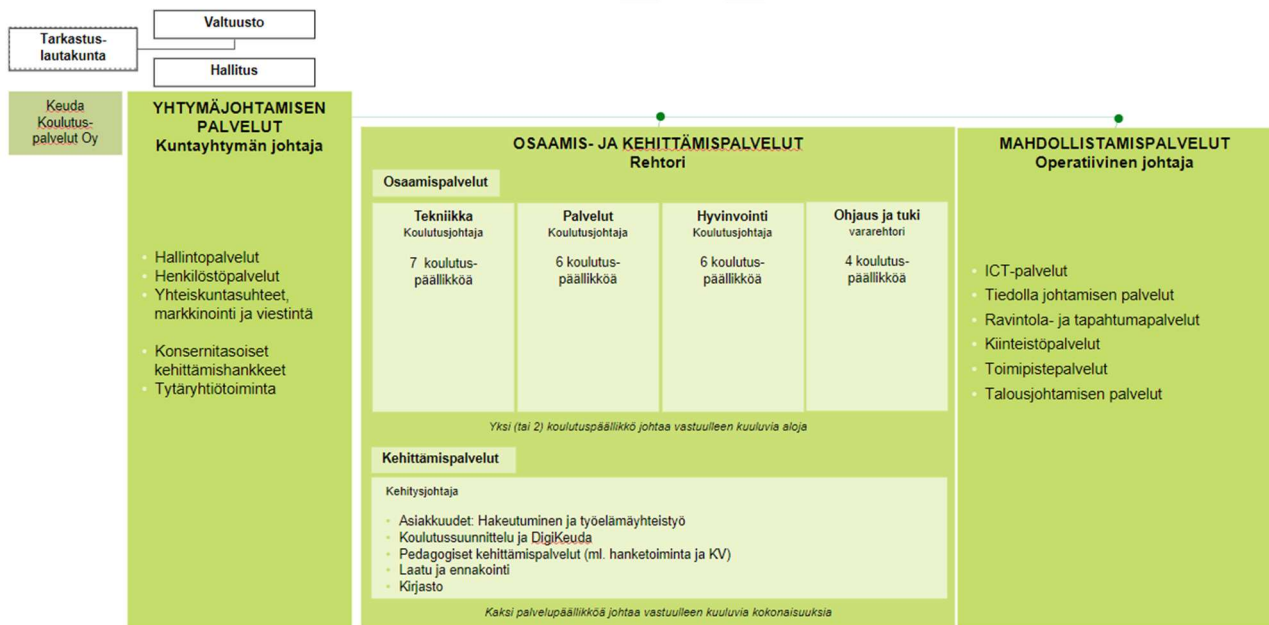 Valtuusto
Tarkastus-
lautakunta
Hallitus
Keuda
Koulutus-
palvelut Oy
YHTYMÄJOHTAMISEN
PALVELUT
Kuntayhtymän johtaja
• Hallintopalvelut
• Henkilöstöpalvelut
• Yhteiskuntasuhteet,
markkinointi ja viestintä
• Konsernitasoiset
kehittämishankkeet
• Tytäryhtiötoiminta
OSAAMIS- JA KEHITTÄMISPALVELUT
Rehtori
Osaamispalvelut
Tekniikka
Koulutusjohtaja
7 koulutus-
päällikköä
Palvelut
Koulutusjohtaja
6 koulutus-
päällikköä
Hyvinvointi
Koulutusjohtaja
6 koulutus-
päällikköä
Ohjaus ja tuki
vararehtori
4 koulutus-
päällikköä
Yksi (tai 2) koulutuspäällikkö johtaa vastuulleen kuuluvia aloja
Kehittämispalvelut
Kehitysjohtaja
• Asiakkuudet: Hakeutuminen ja työelämäyhteistyö
• Koulutussuunnittelu ja DigiKeuda
• Pedagogiset kehittämispalvelut (ml. hanketoiminta ja KV)
• Laatu ja ennakointi
• Kirjasto
Kaksi palvelupäällikköä johtaa vastuulleen kuuluvia kokonaisuuksia
MAHDOLLISTAMISPALVELUT
Operatiivinen johtaja
• ICT-palvelut
• Tiedolla johtamisen palvelut
• Ravintola- ja tapahtumapalvelut
• Kiinteistöpalvelut
• Toimipistepalvelut
• Talousjohtamisen palvelut